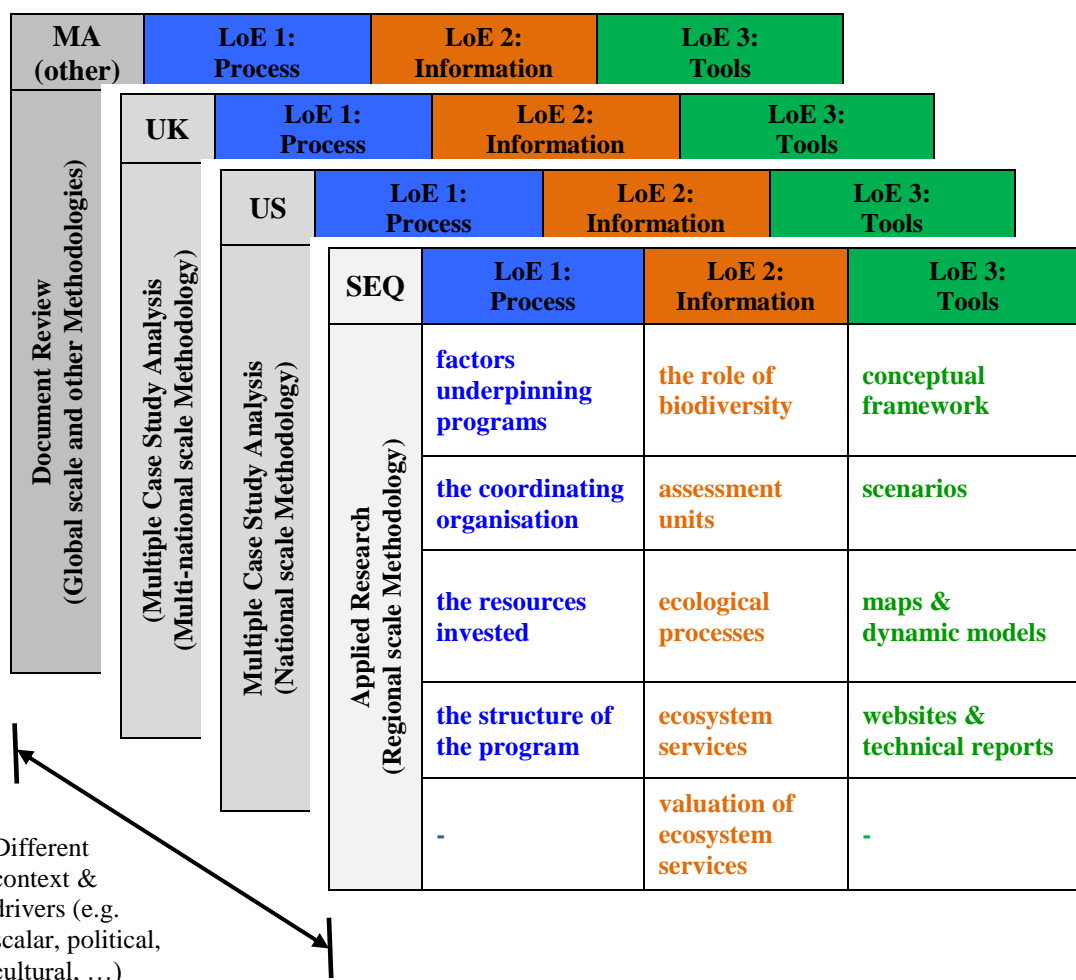 MA
(other)
LoE 1:
Process
LoE 2:
Information
LoE 3:
Tools
Document Review
(Global scale and other Methodologies)
UK
LoE 1:
Process
LoE 2:
Information
LoE 3:
Tools
(Multiple Case Study Analysis
(Multi-national scale Methodology)
US
LoE 1:
Process
LoE 2:
Information
LoE 3:
Tools
Multiple Case Study Analysis
(National scale Methodology)
SEQ
LoE 1:
Process
LoE 2:
Information
LoE 3:
Tools
Applied Research
(Regional scale Methodology)
factors
underpinning
programs
the role of
biodiversity
conceptual
framework
the coordinating
organisation
assessment
units
scenarios
the resources
invested
ecological
processes
maps &
dynamic models
the structure of
the program
ecosystem
services
websites &
technical reports
-
valuation of
ecosystem
services
-
Different
context &
drivers (e.g.
scalar, political,
cultural, …)